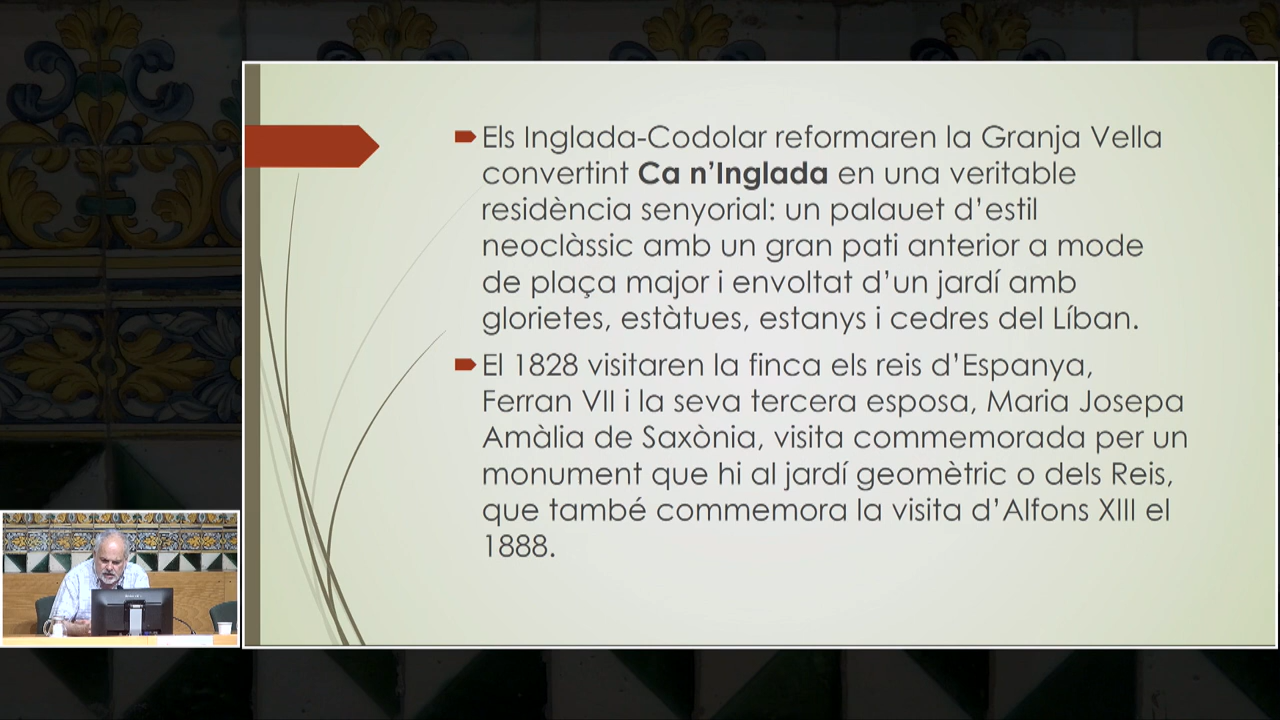 Els Inglada-Codolar reformaren la Granja Vella
convertint Ca n’Inglada en una veritable
residència senyorial: un palauet d’estil
neoclàssic amb un gran pati anterior a mode
de plaça major i envoltat d’un jardí amb
glorietes, estàtues, estanys i cedres del Líban.
El 1828 visitaren la finca els reis d’Espanya,
Ferran VII i la seva tercera esposa, Maria Josepa
Amàlia de Saxònia, visita commemorada per un
monument que hi al jardí geomètric o dels Reis,
que també commemora la visita d’Alfons XIII el
1888.